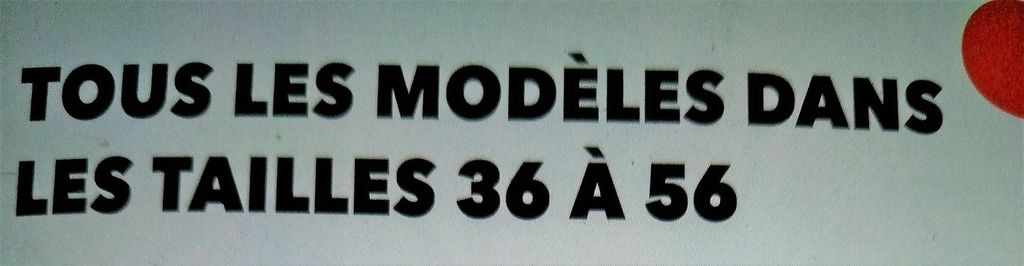 TOUS LES MODÈLES DANS
LES TAILLES 36 À 56